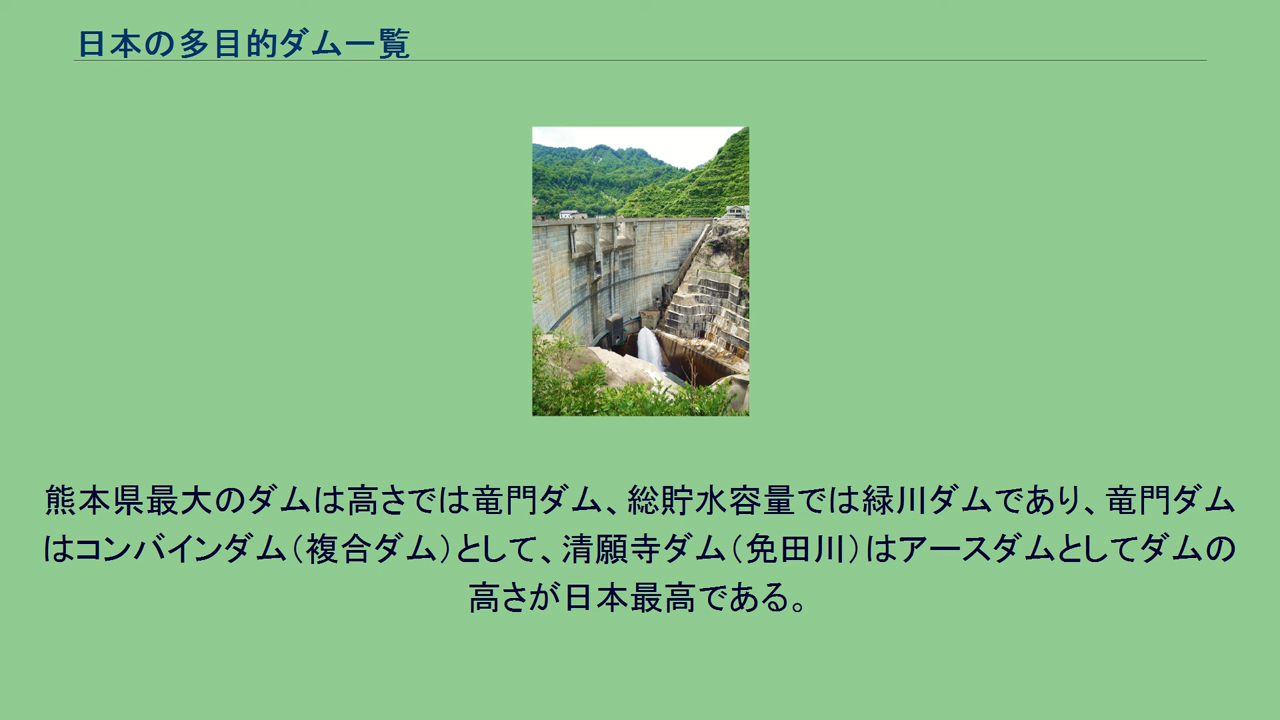 日本の多目的ダム一覧
熊本県最大のダムは高さでは竜門ダム、総貯水容量では緑川ダムであり、竜門ダム
はコンバインダム（複合ダム）として、清願寺ダム（免田川）はアースダムとしてダムの
高さが日本最高である。